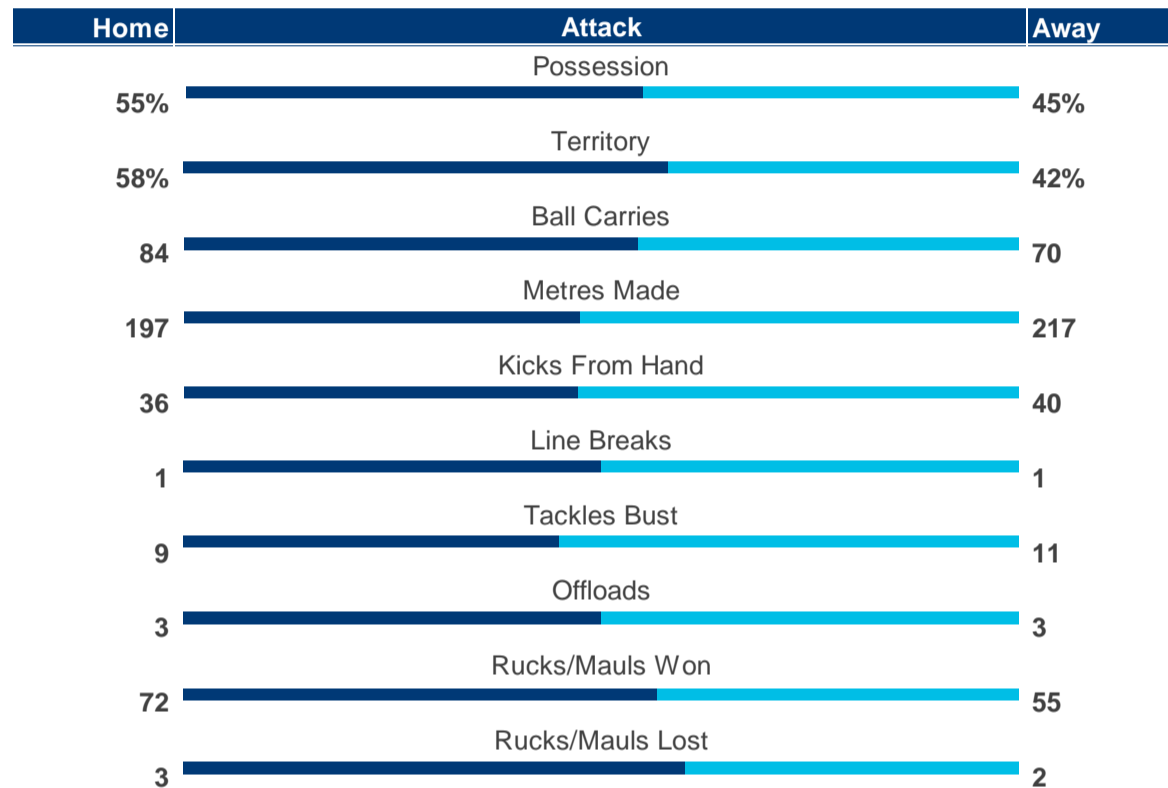 Home Attack Away
Possession
55% 45%
Territory
58% 42%
Ball Carries
84 70
Metres Made
197 217
Kicks From Hand
36 40
Line Breaks
1 1
Tackles Bust
9 11
Offloads
3 3
Rucks/Mauls Won
72 55
Rucks/Mauls Lost
3 2